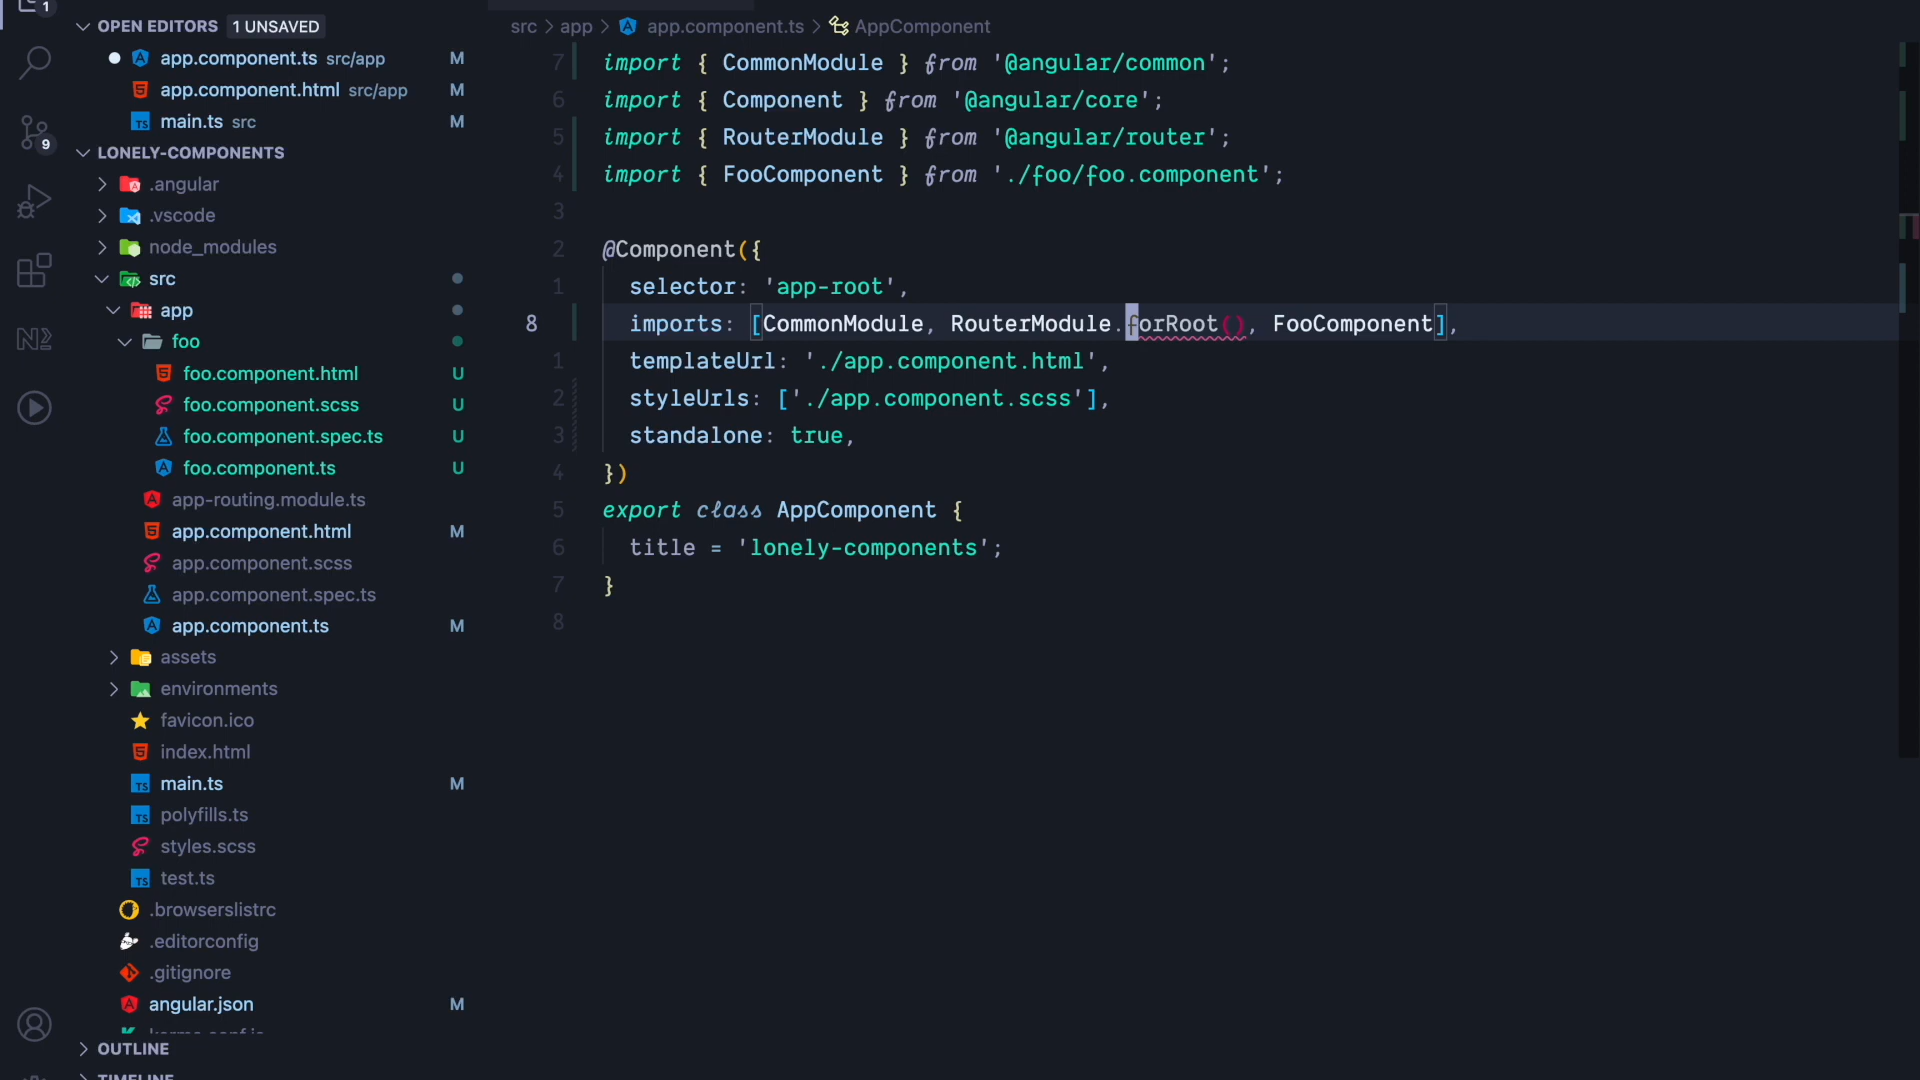 1
OPEN EDITORS 1 UNSAVED
app.component.ts src/app M
app.component.html src/app M
main.ts src M
9
LONELY-COMPONENTS
.angular
.vscode
node_modules
src
app
foo
foo.component.html U
foo.component.scss U
foo.component.spec.ts U
foo.component.ts U
app-routing.module.ts
app.component.html M
app.component.scss
app.component.spec.ts
app.component.ts M
assets
environments
favicon.ico
index.html
main.ts M
polyfills.ts
styles.scss
test.ts
.browserslistrc
.editorconfig
.gitignore
angular.json M
OUTLINE
TIMELINE
src > app > app.component.ts > AppComponent
7 import { CommonModule } from '@angular/common';
6 import { Component } from '@angular/core';
5 import { RouterModule } from '@angular/router';
4 import { FooComponent } from './foo/foo.component';
3
2 @Component({
1 selector: 'app-root',
8 imports: [CommonModule, RouterModule.forRoot(), FooComponent],
1 templateUrl: './app.component.html',
2 styleUrls: ['./app.component.scss'],
3 standalone: true,
4 })
5 export class AppComponent {
6 title = 'lonely-components';
7 }
8